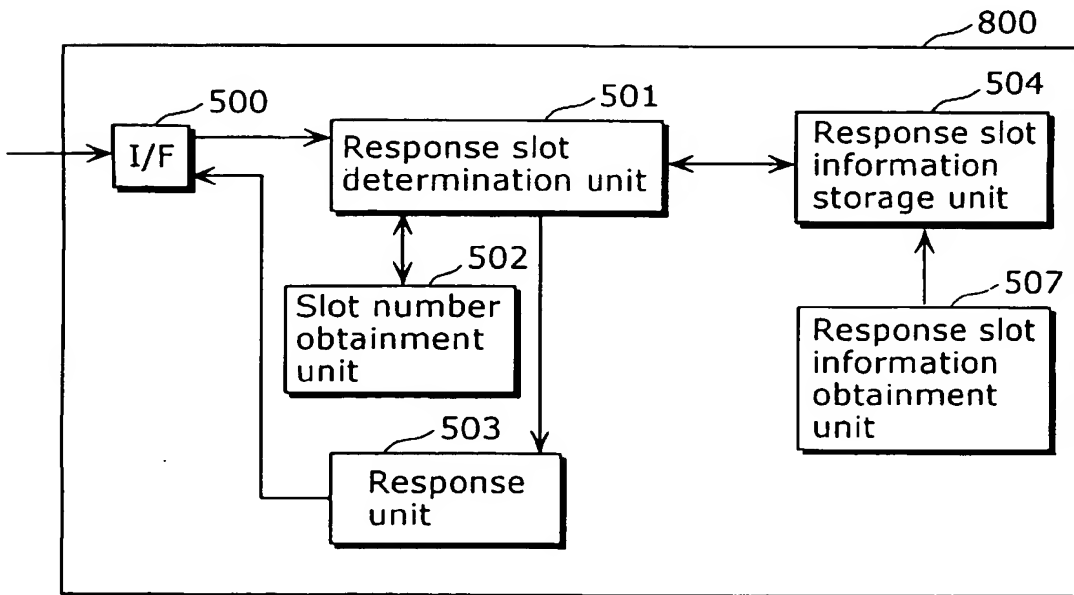 800
500
501
504
I/F
Response slot
determination unit
Response slot
information
storage unit
502
507
Slot number
obtainment
unit
Response slot
information
obtainment
unit
503
Response
unit